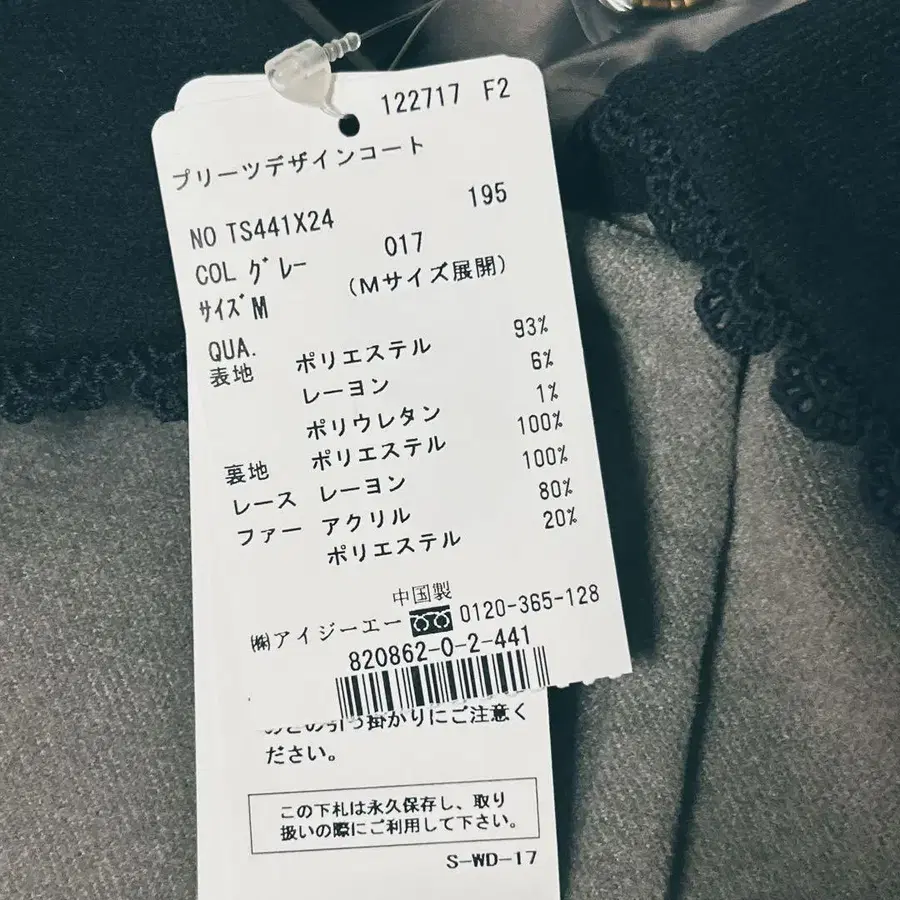 122717 F2
プリーツデザインコート
NO TS441X24 195
COL グレー 017
サイズM (Mサイズ展開)
QUA.
表地 ポリエステル 93%
レーヨン 6%
ポリウレタン 1%
裏地 ポリエステル 100%
レース レーヨン 100%
ファー アクリル 80%
ポリエステル 20%
中国製
㈱アイジーエー 0120-365-128
820862-0-2-441
引っ掛かりにご注意く
ださい。
この下札は永久保存し、取り
扱いの際にご利用して下さい。
S-WD-17